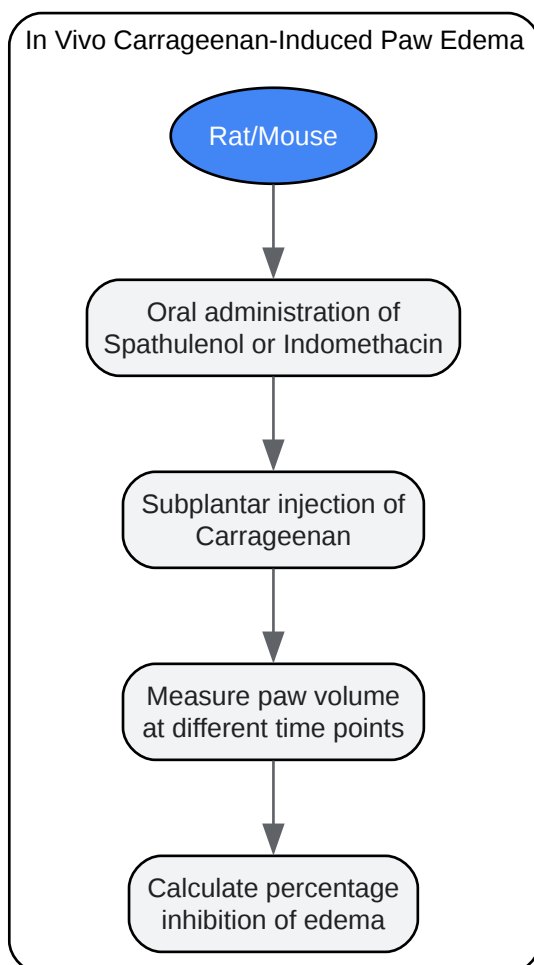 In Vivo Carrageenan-Induced Paw Edema
Rat/Mouse
Oral administration of
Spathulenol or Indomethacin
Subplantar injection of
Carrageenan
Measure paw volume
at different time points
Calculate percentage
inhibition of edema